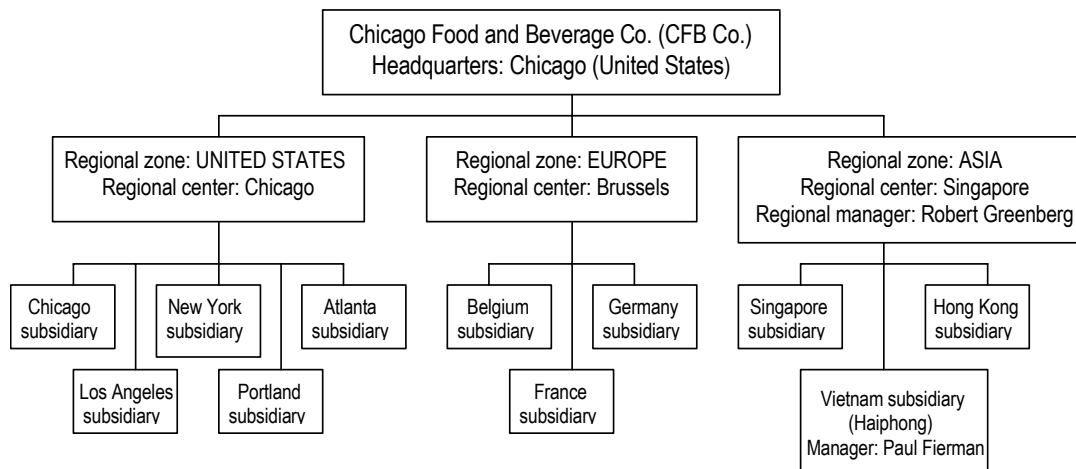 Chicago Food and Beverage Co. (CFB Co.)
Headquarters: Chicago (United States)
Regional zone: UNITED STATES
Regional center: Chicago
Regional zone: EUROPE
Regional center: Brussels
Regional zone: ASIA
Regional center: Singapore
Regional manager: Robert Greenberg
Chicago
subsidiary
New York
subsidiary
Atlanta
subsidiary
Los Angeles
subsidiary
Portland
subsidiary
Belgium
subsidiary
Germany
subsidiary
France
subsidiary
Singapore
subsidiary
Hong Kong
subsidiary
Vietnam subsidiary
(Haiphong)
Manager: Paul Fierman